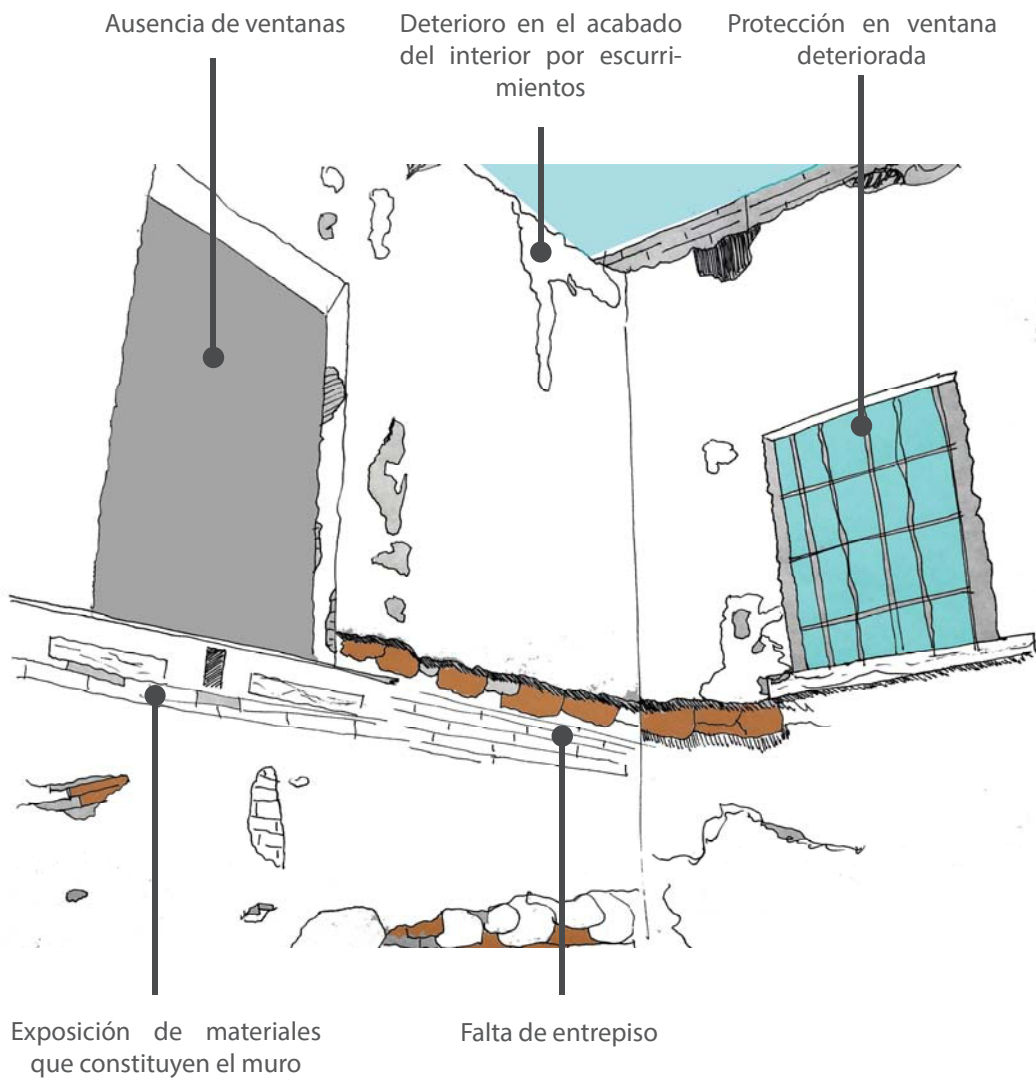 Ausencia de ventanas
Deterioro en el acabado
del interior por escurri-
mientos
Protección en ventana
deteriorada
Exposición de materiales
que constituyen el muro
Falta de entrepiso